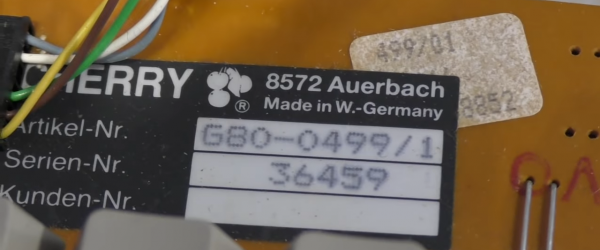 CHERRY
®
8572 Auerbach
Made in W.-Germany
Artikel-Nr.
G80-0499/1
Serien-Nr.
36459
Kunden-Nr.
499/01
8852